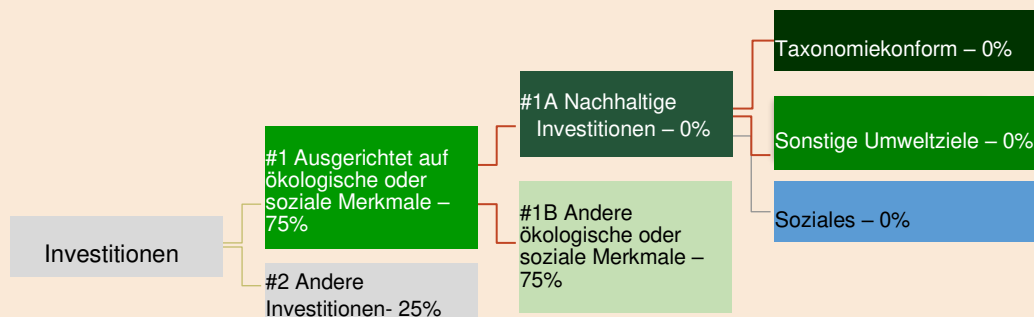 Investitionen
#1 Ausgerichtet auf
ökologische oder
soziale Merkmale –
75%
#2 Andere
Investitionen- 25%
#1A Nachhaltige
Investitionen – 0%
#1B Andere
ökologische oder
soziale Merkmale –
75%
Taxonomiekonform – 0%
Sonstige Umweltziele – 0%
Soziales – 0%